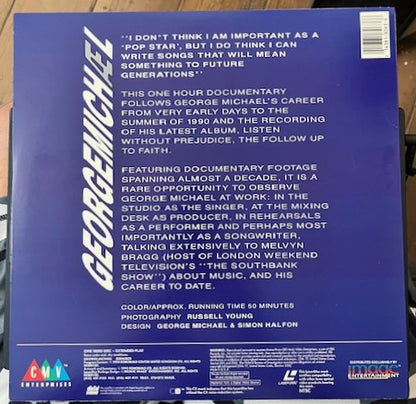 GEORGEMICHAEL
"I DON'T THINK I AM IMPORTANT AS A
'POP STAR', BUT I DO THINK I CAN
WRITE SONGS THAT WILL MEAN
SOMETHING TO FUTURE
GENERATIONS"
THIS ONE HOUR DOCUMENTARY
FOLLOWS GEORGE MICHAEL'S CAREER
FROM VERY EARLY DAYS TO THE
SUMMER OF 1990 AND THE RECORDING
OF HIS LATEST ALBUM, LISTEN
WITHOUT PREJUDICE, THE FOLLOW UP
TO FAITH.
FEATURING DOCUMENTARY FOOTAGE
SPANNING ALMOST A DECADE, IT IS A
RARE OPPORTUNITY TO OBSERVE
GEORGE MICHAEL AT WORK: IN THE
STUDIO AS THE SINGER, AT THE MIXING
DESK AS PRODUCER, IN REHEARSALS
AS A PERFORMER AND PERHAPS MOST
IMPORTANTLY AS A SONGWRITER,
TALKING EXTENSIVELY TO MELVYN
BRAGG (HOST OF LONDON WEEKEND
TELEVISION'S "THE SOUTHBANK
SHOW") ABOUT MUSIC, AND HIS
CAREER TO DATE.
COLOR/APPROX. RUNNING TIME 50 MINUTES
PHOTOGRAPHY RUSSELL YOUNG
DESIGN GEORGE MICHAEL & SIMON HALFON
CMV
ENTERPRISES
DISTRIBUTED EXCLUSIVELY BY
image
ENTERTAINMENT
NTSC